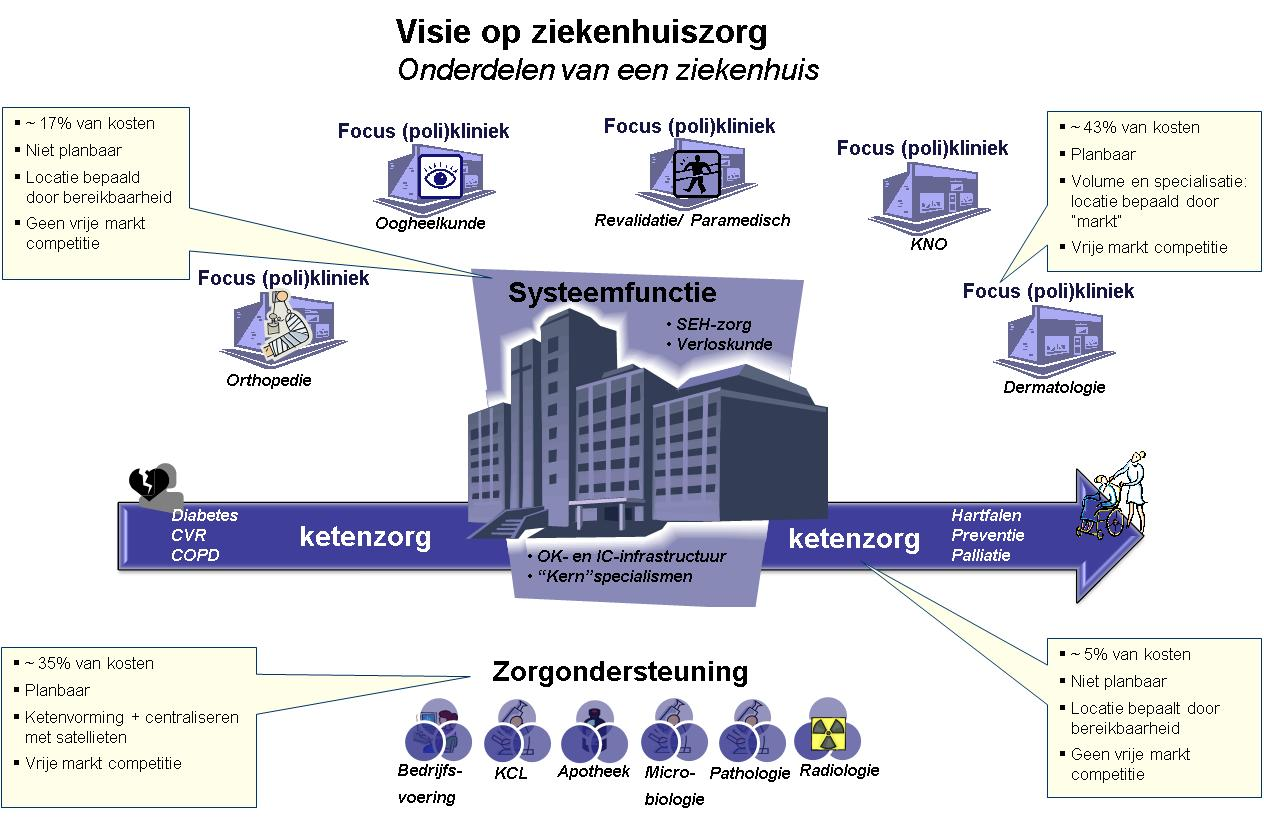 Visie op ziekenhuiszorg
Onderdelen van een ziekenhuis
▪ ~ 17% van kosten
▪ Niet planbaar
▪ Locatie bepaald
door bereikbaarheid
▪ Geen vrije markt
competitie
Focus (poli)kliniek
Oogheelkunde
Focus (poli)kliniek
Revalidatie/ Paramedisch
Focus (poli)kliniek
KNO
▪ ~ 43% van kosten
▪ Planbaar
▪ Volume en specialisatie:
locatie bepaald door
“markt”
▪ Vrije markt competitie
Focus (poli)kliniek
Orthopedie
Systeemfunctie
• SEH-zorg
• Verloskunde
Focus (poli)kliniek
Dermatologie
Diabetes
CVR
COPD
ketenzorg
• OK- en IC-infrastructuur
• “Kern”specialismen
ketenzorg
Hartfalen
Preventie
Palliatie
▪ ~ 35% van kosten
▪ Planbaar
▪ Ketenvorming + centraliseren
met satellieten
▪ Vrije markt competitie
Zorgondersteuning
Bedrijfs-
voering
KCL
Apotheek
Micro-
biologie
Pathologie
Radiologie
▪ ~ 5% van kosten
▪ Niet planbaar
▪ Locatie bepaalt door
bereikbaarheid
▪ Geen vrije markt
competitie